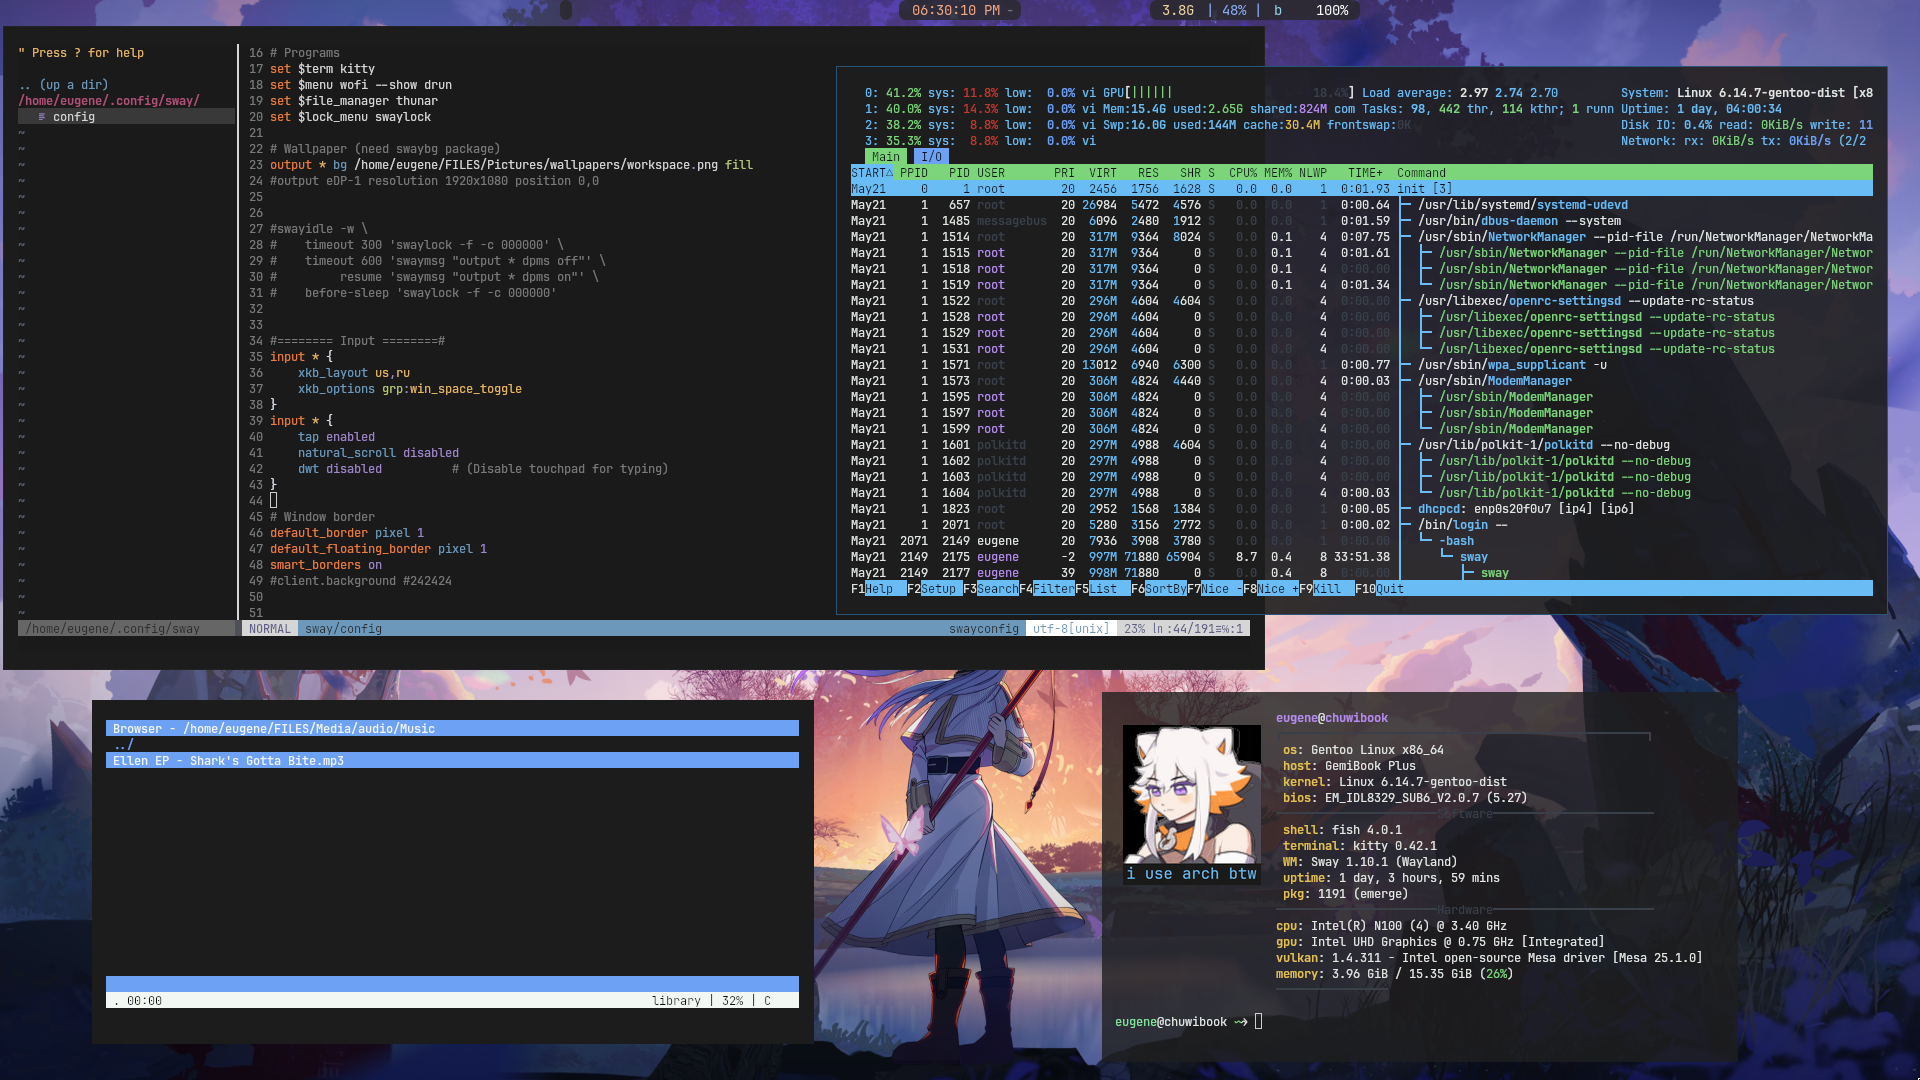 06:30:10 PM -
3.8G | 48% | b 100%
" Press ? for help
.. (up a dir)
/home/eugene/.config/sway/
config
16 # Programs
17 set $term kitty
18 set $menu wofi --show drun
19 set $file_manager thunar
20 set $lock_menu swaylock
21
22 # Wallpaper (need swaybg package)
23 output * bg /home/eugene/FILES/Pictures/wallpapers/workspace.png fill
24 #output eDP-1 resolution 1920x1080 position 0,0
25
26
27 #swayidle -w \
28 #    timeout 300 'swaylock -f -c 000000' \
29 #    timeout 600 'swaymsg "output * dpms off"' \
30 #         resume 'swaymsg "output * dpms on"' \
31 #    before-sleep 'swaylock -f -c 000000'
32
33
34 #======== Input ========#
35 input * {
36     xkb_layout us,ru
37     xkb_options grp:win_space_toggle
38 }
39 input * {
40     tap enabled
41     natural_scroll disabled
42     dwt disabled          # (Disable touchpad for typing)
43 }
44
45 # Window border
46 default_border pixel 1
47 default_floating_border pixel 1
48 smart_borders on
49 #client.background #242424
50
51
/home/eugene/.config/sway
NORMAL sway/config swayconfig utf-8[unix] 23% ln :44/191≡%:1
0: 41.2% sys: 11.8% low: 0.0% vi GPU[|||||| 18.4%] Load average: 2.97 2.74 2.70 System: Linux 6.14.7-gentoo-dist [x8
1: 40.0% sys: 14.3% low: 0.0% vi Mem:15.4G used:2.65G shared:824M com Tasks: 98, 442 thr, 114 kthr; 1 runn Uptime: 1 day, 04:00:34
2: 38.2% sys: 8.8% low: 0.0% vi Swp:16.0G used:144M cache:30.4M frontswap:0K Disk IO: 0.4% read: 0KiB/s write: 11
3: 35.3% sys: 8.8% low: 0.0% vi Network: rx: 0KiB/s tx: 0KiB/s (2/2
Main I/O
START△ PPID PID USER PRI VIRT RES SHR S CPU% MEM% NLWP TIME+ Command
May21 0 1 root 20 2456 1756 1628 S 0.0 0.0 1 0:01.93 init [3]
May21 1 657 root 20 26984 5472 4576 S 0.0 0.0 1 0:00.64 /usr/lib/systemd/systemd-udevd
May21 1 1485 messagebus 20 6096 2480 1912 S 0.0 0.0 1 0:01.59 /usr/bin/dbus-daemon --system
May21 1 1514 root 20 317M 9364 8024 S 0.0 0.1 4 0:07.75 /usr/sbin/NetworkManager --pid-file /run/NetworkManager/NetworkMa
May21 1 1515 root 20 317M 9364 0 S 0.0 0.1 4 0:01.61 /usr/sbin/NetworkManager --pid-file /run/NetworkManager/Networ
May21 1 1518 root 20 317M 9364 0 S 0.0 0.1 4 0:00.00 /usr/sbin/NetworkManager --pid-file /run/NetworkManager/Networ
May21 1 1519 root 20 317M 9364 0 S 0.0 0.1 4 0:01.34 /usr/sbin/NetworkManager --pid-file /run/NetworkManager/Networ
May21 1 1522 root 20 296M 4604 4604 S 0.0 0.0 4 0:00.00 /usr/libexec/openrc-settingsd --update-rc-status
May21 1 1528 root 20 296M 4604 0 S 0.0 0.0 4 0:00.00 /usr/libexec/openrc-settingsd --update-rc-status
May21 1 1529 root 20 296M 4604 0 S 0.0 0.0 4 0:00.00 /usr/libexec/openrc-settingsd --update-rc-status
May21 1 1531 root 20 296M 4604 0 S 0.0 0.0 4 0:00.00 /usr/libexec/openrc-settingsd --update-rc-status
May21 1 1571 root 20 13012 6940 6300 S 0.0 0.0 1 0:00.77 /usr/sbin/wpa_supplicant -u
May21 1 1573 root 20 306M 4824 4440 S 0.0 0.0 4 0:00.03 /usr/sbin/ModemManager
May21 1 1595 root 20 306M 4824 0 S 0.0 0.0 4 0:00.00 /usr/sbin/ModemManager
May21 1 1597 root 20 306M 4824 0 S 0.0 0.0 4 0:00.00 /usr/sbin/ModemManager
May21 1 1599 root 20 306M 4824 0 S 0.0 0.0 4 0:00.00 /usr/sbin/ModemManager
May21 1 1601 polkitd 20 297M 4988 4604 S 0.0 0.0 4 0:00.00 /usr/lib/polkit-1/polkitd --no-debug
May21 1 1602 polkitd 20 297M 4988 0 S 0.0 0.0 4 0:00.00 /usr/lib/polkit-1/polkitd --no-debug
May21 1 1603 polkitd 20 297M 4988 0 S 0.0 0.0 4 0:00.00 /usr/lib/polkit-1/polkitd --no-debug
May21 1 1604 polkitd 20 297M 4988 0 S 0.0 0.0 4 0:00.03 /usr/lib/polkit-1/polkitd --no-debug
May21 1 1823 root 20 2952 1568 1384 S 0.0 0.0 1 0:00.05 dhcpcd: enp0s20f0u7 [ip4] [ip6]
May21 1 2071 root 20 5280 3156 2772 S 0.0 0.0 1 0:00.02 /bin/login --
May21 2071 2149 eugene 20 7936 3908 3780 S 0.0 0.0 1 0:00.00 -bash
May21 2149 2175 eugene -2 997M 71880 65904 S 8.7 0.4 8 33:51.38 sway
May21 2149 2177 eugene 39 998M 71880 0 S 0.0 0.4 8 0:00.00 sway
F1Help F2Setup F3SearchF4FilterF5List F6SortByF7Nice -F8Nice +F9Kill F10Quit
Browser - /home/eugene/FILES/Media/audio/Music
../
Ellen EP - Shark's Gotta Bite.mp3
. 00:00 library | 32% | C
i use arch btw
eugene@chuwibook
os: Gentoo Linux x86_64
host: GemiBook Plus
kernel: Linux 6.14.7-gentoo-dist
bios: EM_IDL8329_SUB6_V2.0.7 (5.27)
Software
shell: fish 4.0.1
terminal: kitty 0.42.1
WM: Sway 1.10.1 (Wayland)
uptime: 1 day, 3 hours, 59 mins
pkg: 1191 (emerge)
Hardware
cpu: Intel(R) N100 (4) @ 3.40 GHz
gpu: Intel UHD Graphics @ 0.75 GHz [Integrated]
vulkan: 1.4.311 - Intel open-source Mesa driver [Mesa 25.1.0]
memory: 3.96 GiB / 15.35 GiB (26%)
eugene@chuwibook ~>